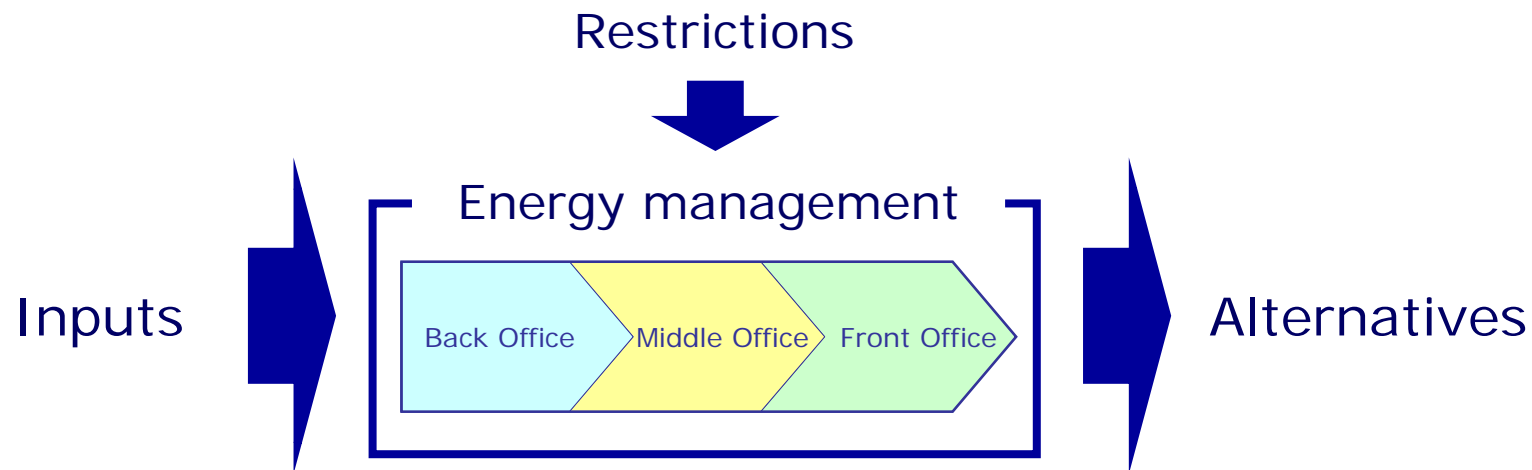 Restrictions
Energy management
Inputs
Back Office
Middle Office
Front Office
Alternatives